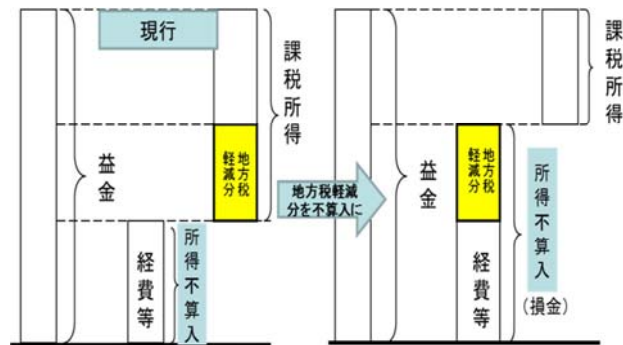 現行
益金
課税所得
地方税
軽減分
経費等
所得不算入
地方税軽減
分を不算入に
益金
課税所得
地方税
軽減分
経費等
所得不算入
(損金)